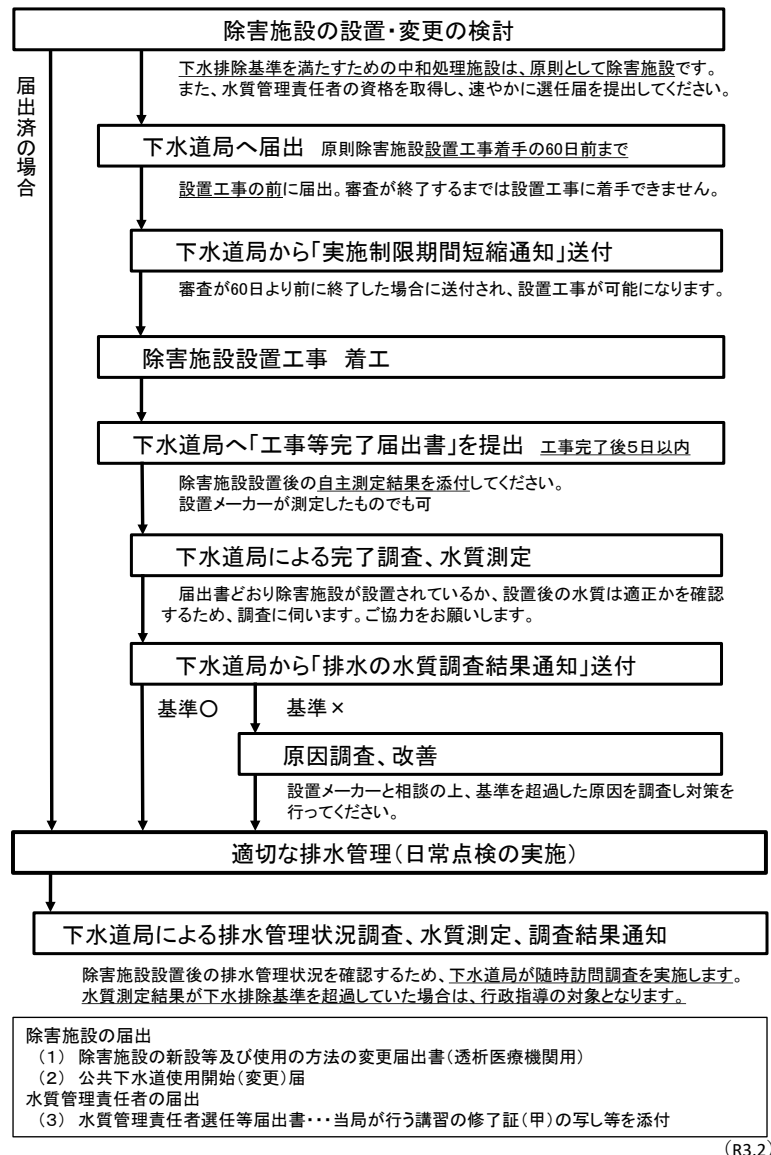 除害施設の設置・変更の検討
届出済の場合
下水排除基準を満たすための中和処理施設は、原則として除害施設です。
また、水質管理責任者の資格を取得し、速やかに選任届を提出してください。
下水道局へ届出 原則除害施設設置工事着手の60日前まで
設置工事の前に届出。審査が終了するまでは設置工事に着手できません。
下水道局から「実施制限期間短縮通知」送付
審査が60日より前に終了した場合に送付され、設置工事が可能になります。
除害施設設置工事 着工
下水道局へ「工事等完了届出書」を提出 工事完了後5日以内
除害施設設置後の自主測定結果を添付してください。
設置メーカーが測定したものでも可
下水道局による完了調査、水質測定
届出書どおり除害施設が設置されているか、設置後の水質は適正かを確認
するため、調査に伺います。ご協力をお願いします。
下水道局から「排水の水質調査結果通知」送付
基準〇 基準×
原因調査、改善
設置メーカーと相談の上、基準を超過した原因を調査し対策を
行ってください。
適切な排水管理(日常点検の実施)
下水道局による排水管理状況調査、水質測定、調査結果通知
除害施設設置後の排水管理状況を確認するため、下水道局が随時訪問調査を実施します。
水質測定結果が下水排除基準を超過していた場合は、行政指導の対象となります。
除害施設の届出
(1) 除害施設の新設等及び使用の方法の変更届出書(透析医療機関用)
(2) 公共下水道使用開始(変更)届
水質管理責任者の届出
(3) 水質管理責任者選任等届出書・・・当局が行う講習の修了証(甲)の写し等を添付
(R3.2)